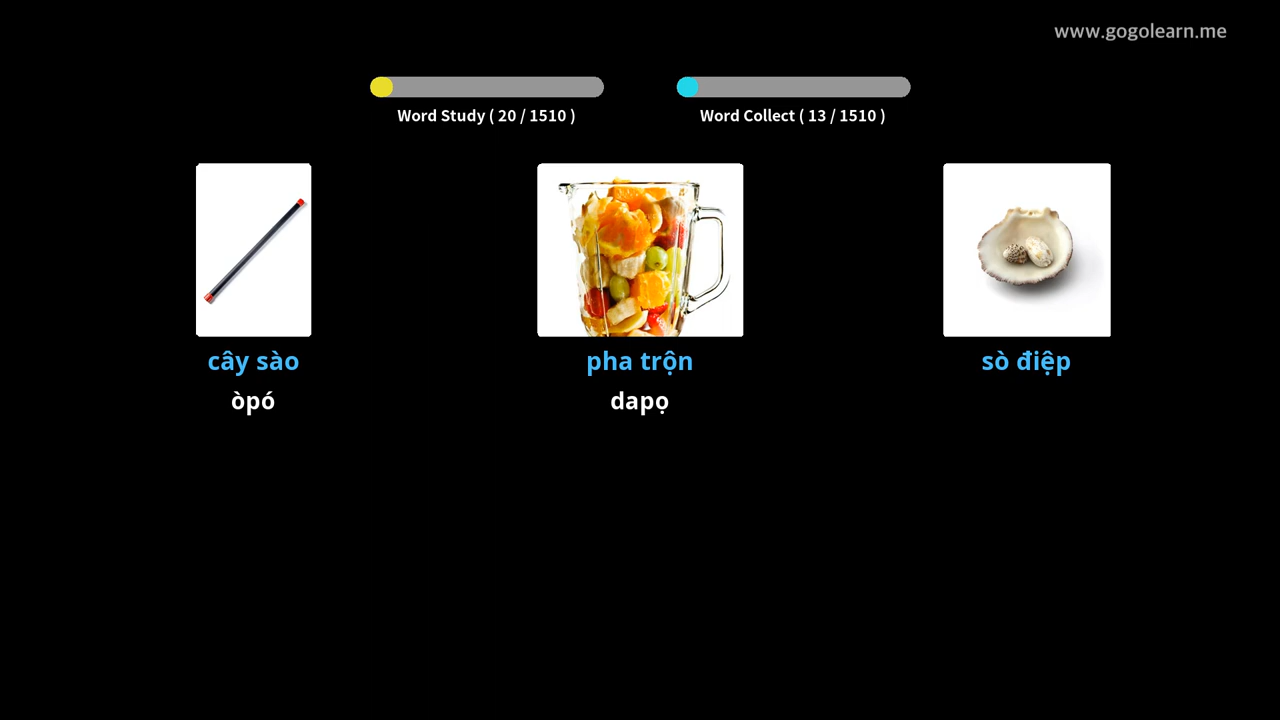 www.gogolearn.me
Word Study ( 20 / 1510 )
Word Collect ( 13 / 1510 )
cây sào
òpó
pha trộn
dapọ
sò điệp